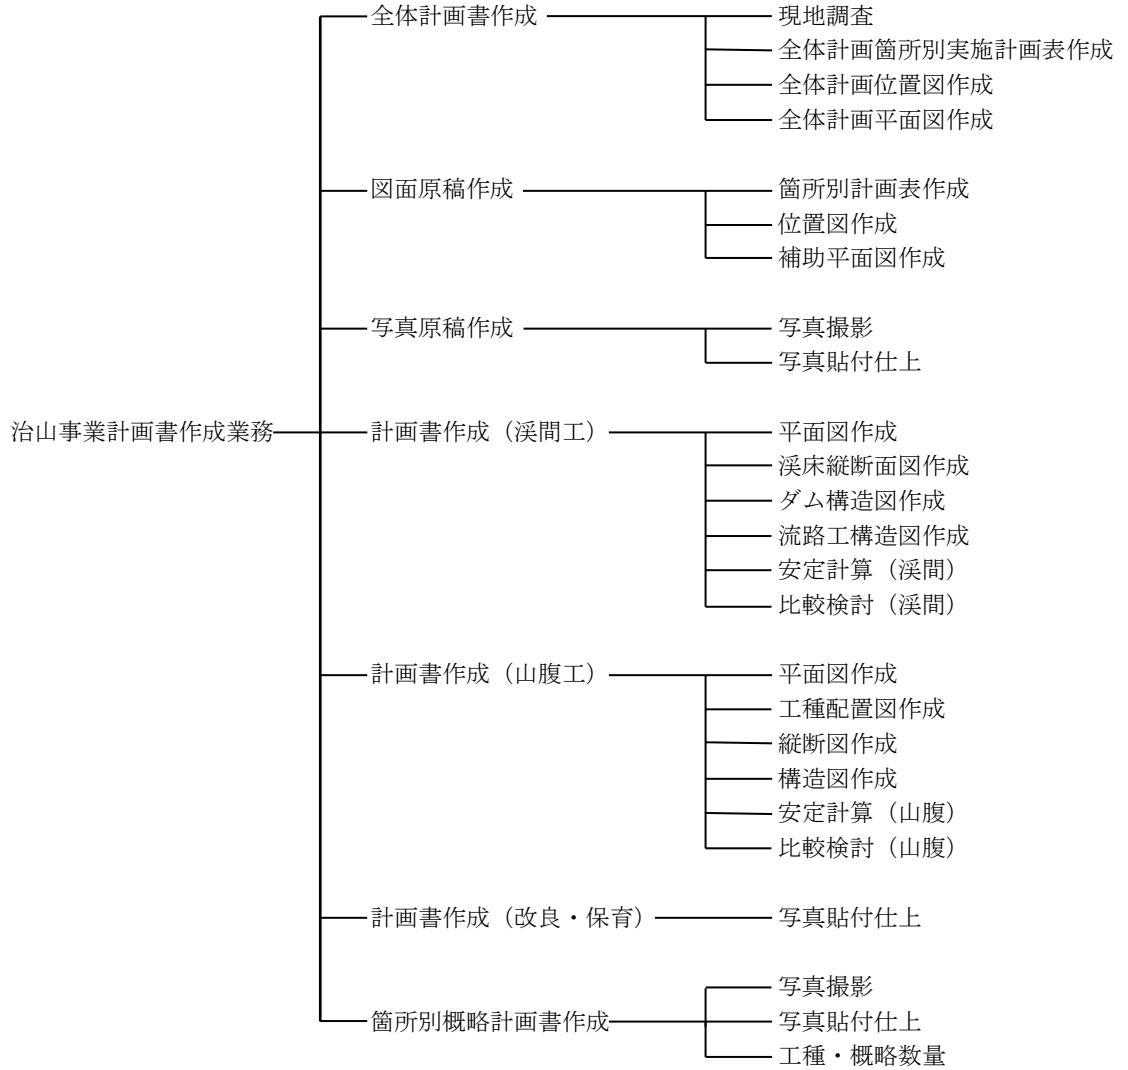 全体計画書作成 現地調査
全体計画箇所別実施計画表作成
全体計画位置図作成
全体計画平面図作成
図面原稿作成 箇所別計画表作成
位置図作成
補助平面図作成
写真原稿作成 写真撮影
写真貼付仕上
治山事業計画書作成業務 計画書作成（渓間工） 平面図作成
渓床縦断面図作成
ダム構造図作成
流路工構造図作成
安定計算（渓間）
比較検討（渓間）
計画書作成（山腹工） 平面図作成
工種配置図作成
縦断図作成
構造図作成
安定計算（山腹）
比較検討（山腹）
計画書作成（改良・保育） 写真貼付仕上
写真撮影
箇所別概略計画書作成 写真貼付仕上
工種・概略数量